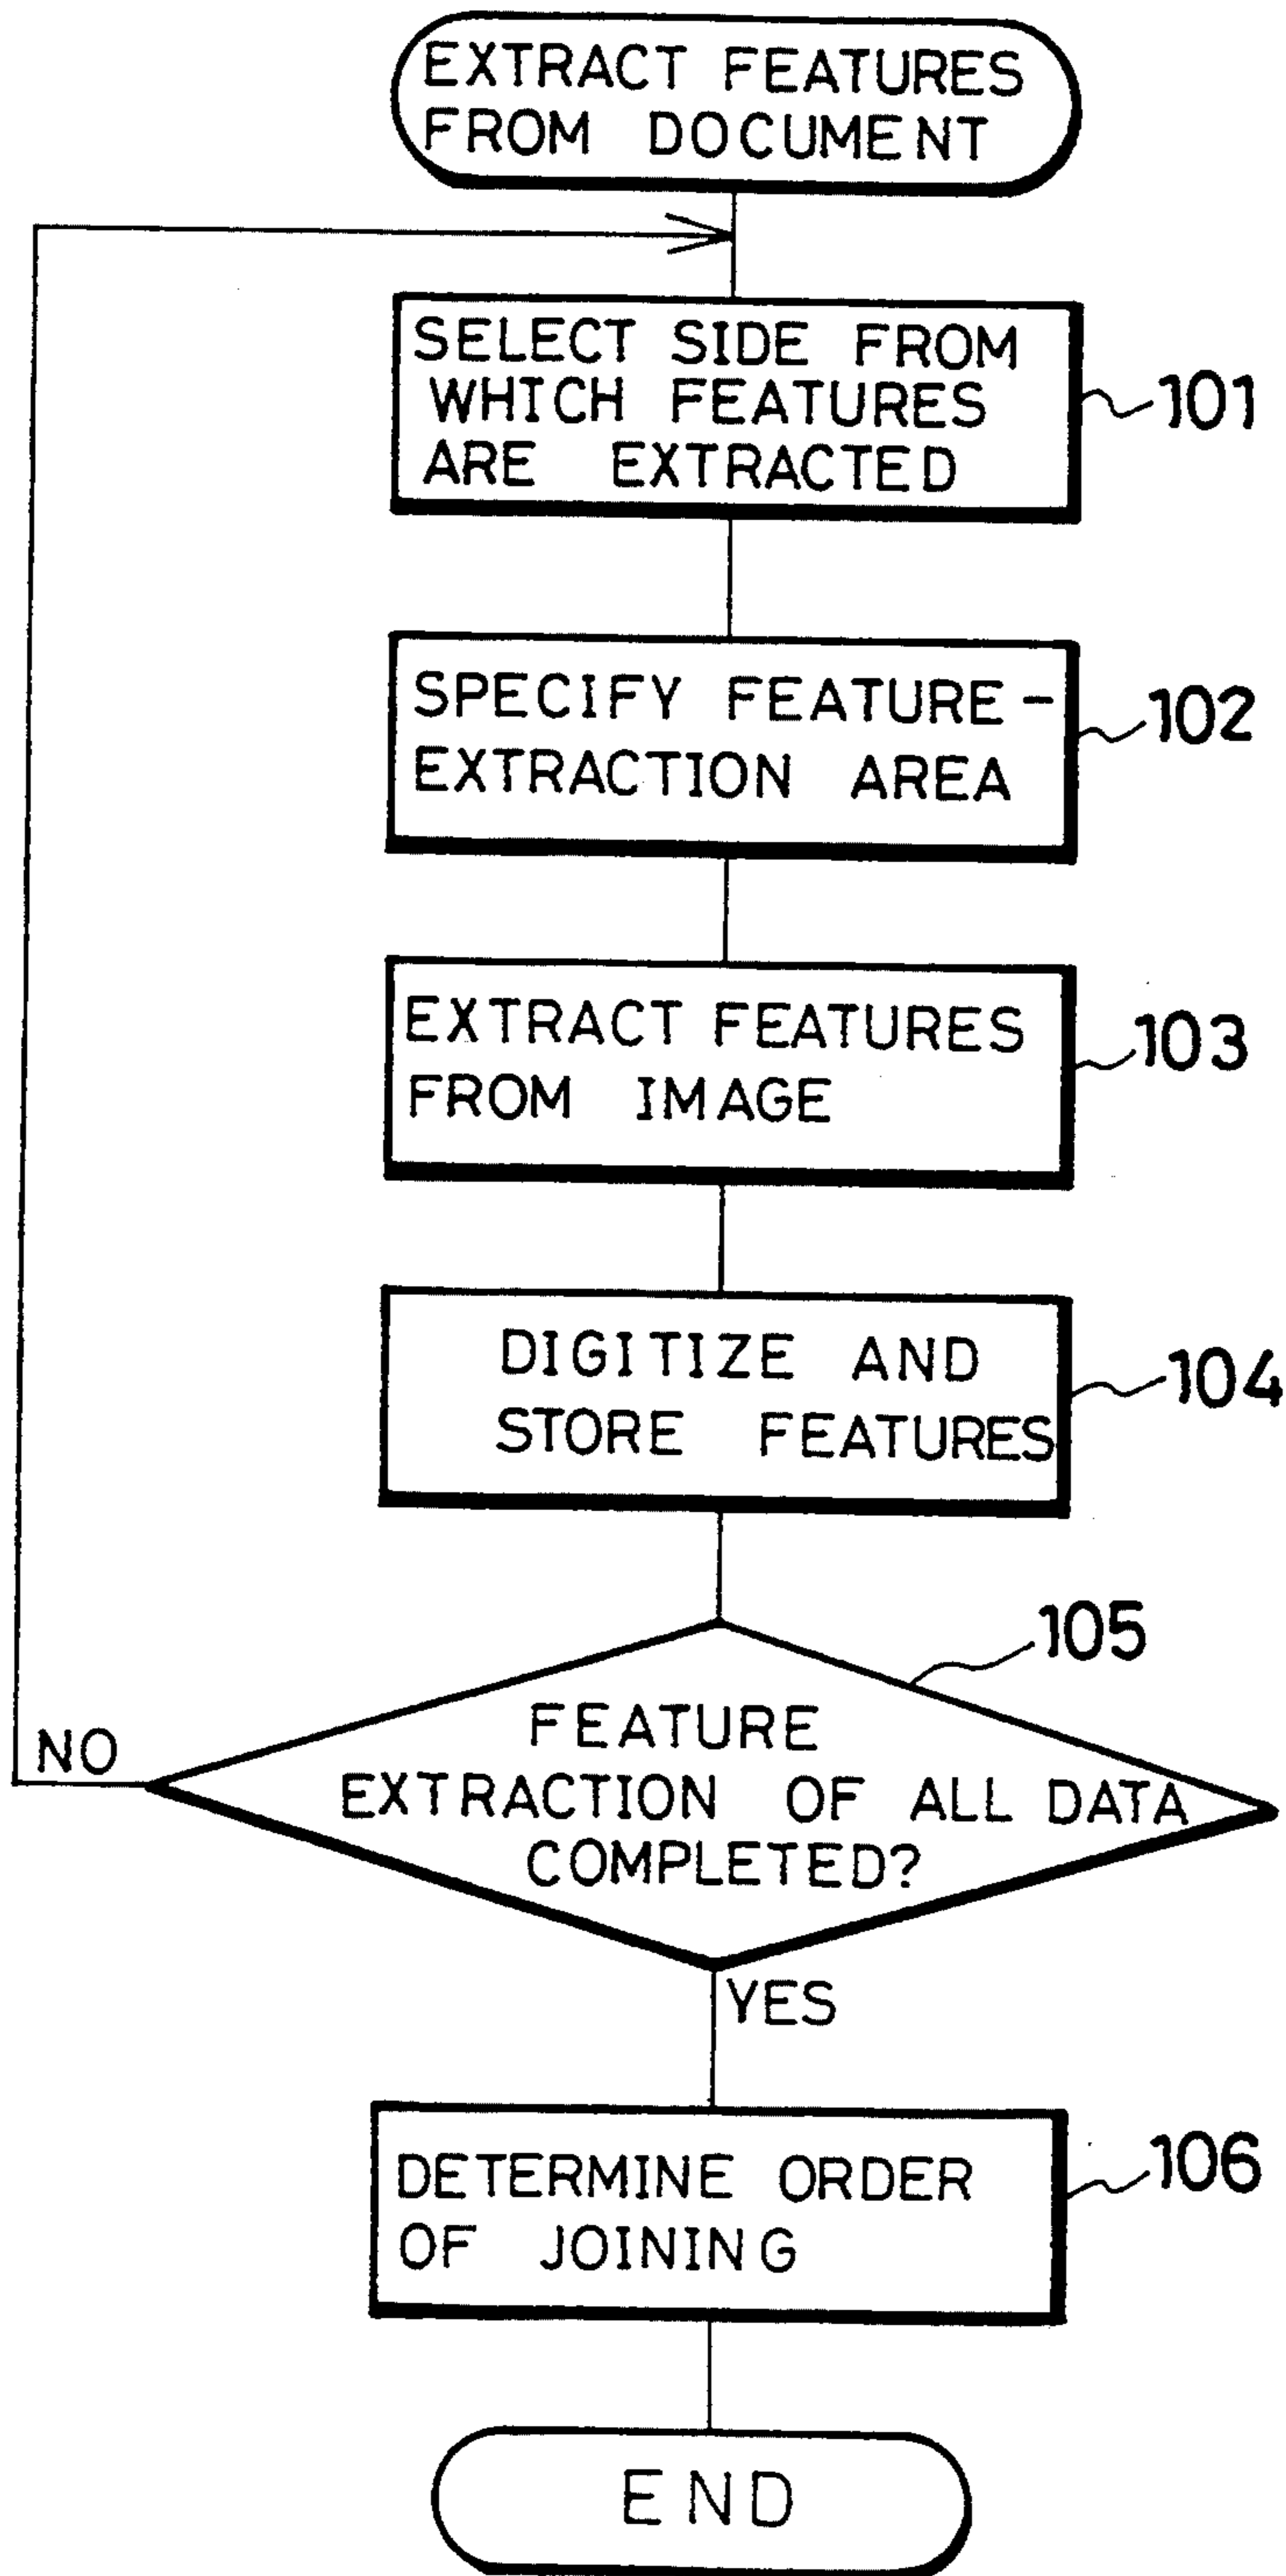 EXTRACT FEATURES
FROM DOCUMENT
SELECT SIDE FROM
WHICH FEATURES
ARE EXTRACTED
101
SPECIFY FEATURE-
EXTRACTION AREA
102
EXTRACT FEATURES
FROM IMAGE
103
DIGITIZE AND
STORE FEATURES
104
105
FEATURE
EXTRACTION OF ALL DATA
COMPLETED?
NO
YES
DETERMINE ORDER
OF JOINING
106
END